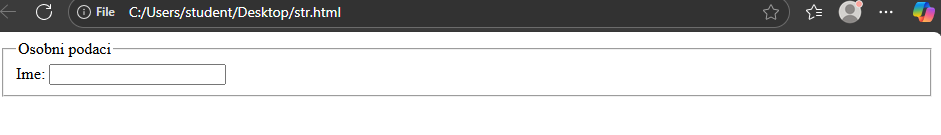 File C:/Users/student/Desktop/str.html
Osobni podaci
Ime: